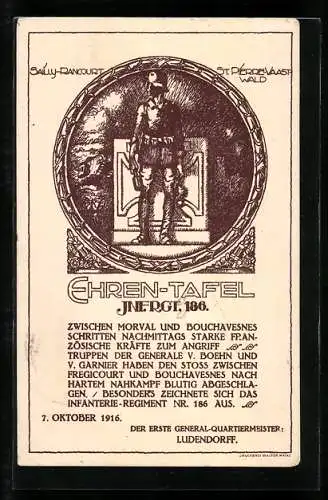 SAILLY-RANCOURT
ST. PIERRE VAAST-
WALD
EHREN-TAFEL
JNF.RGT. 186.
ZWISCHEN MORVAL UND BOUCHAVESNES
SCHRITTEN NACHMITTAGS STARKE FRAN-
ZÖSISCHE KRÄFTE ZUM ANGRIFF
TRUPPEN DER GENERALE V. BOEHN UND
V. GARNIER HABEN DEN STOSS ZWISCHEN
FREGICOURT UND BOUCHAVESNES NACH
HARTEM NAHKAMPF BLUTIG ABGESCHLA-
GEN, / BESONDERS ZEICHNETE SICH DAS
INFANTERIE-REGIMENT NR. 186 AUS.
7. OKTOBER 1916.
DER ERSTE GENERAL-QUARTIERMEISTER:
LUDENDORFF.